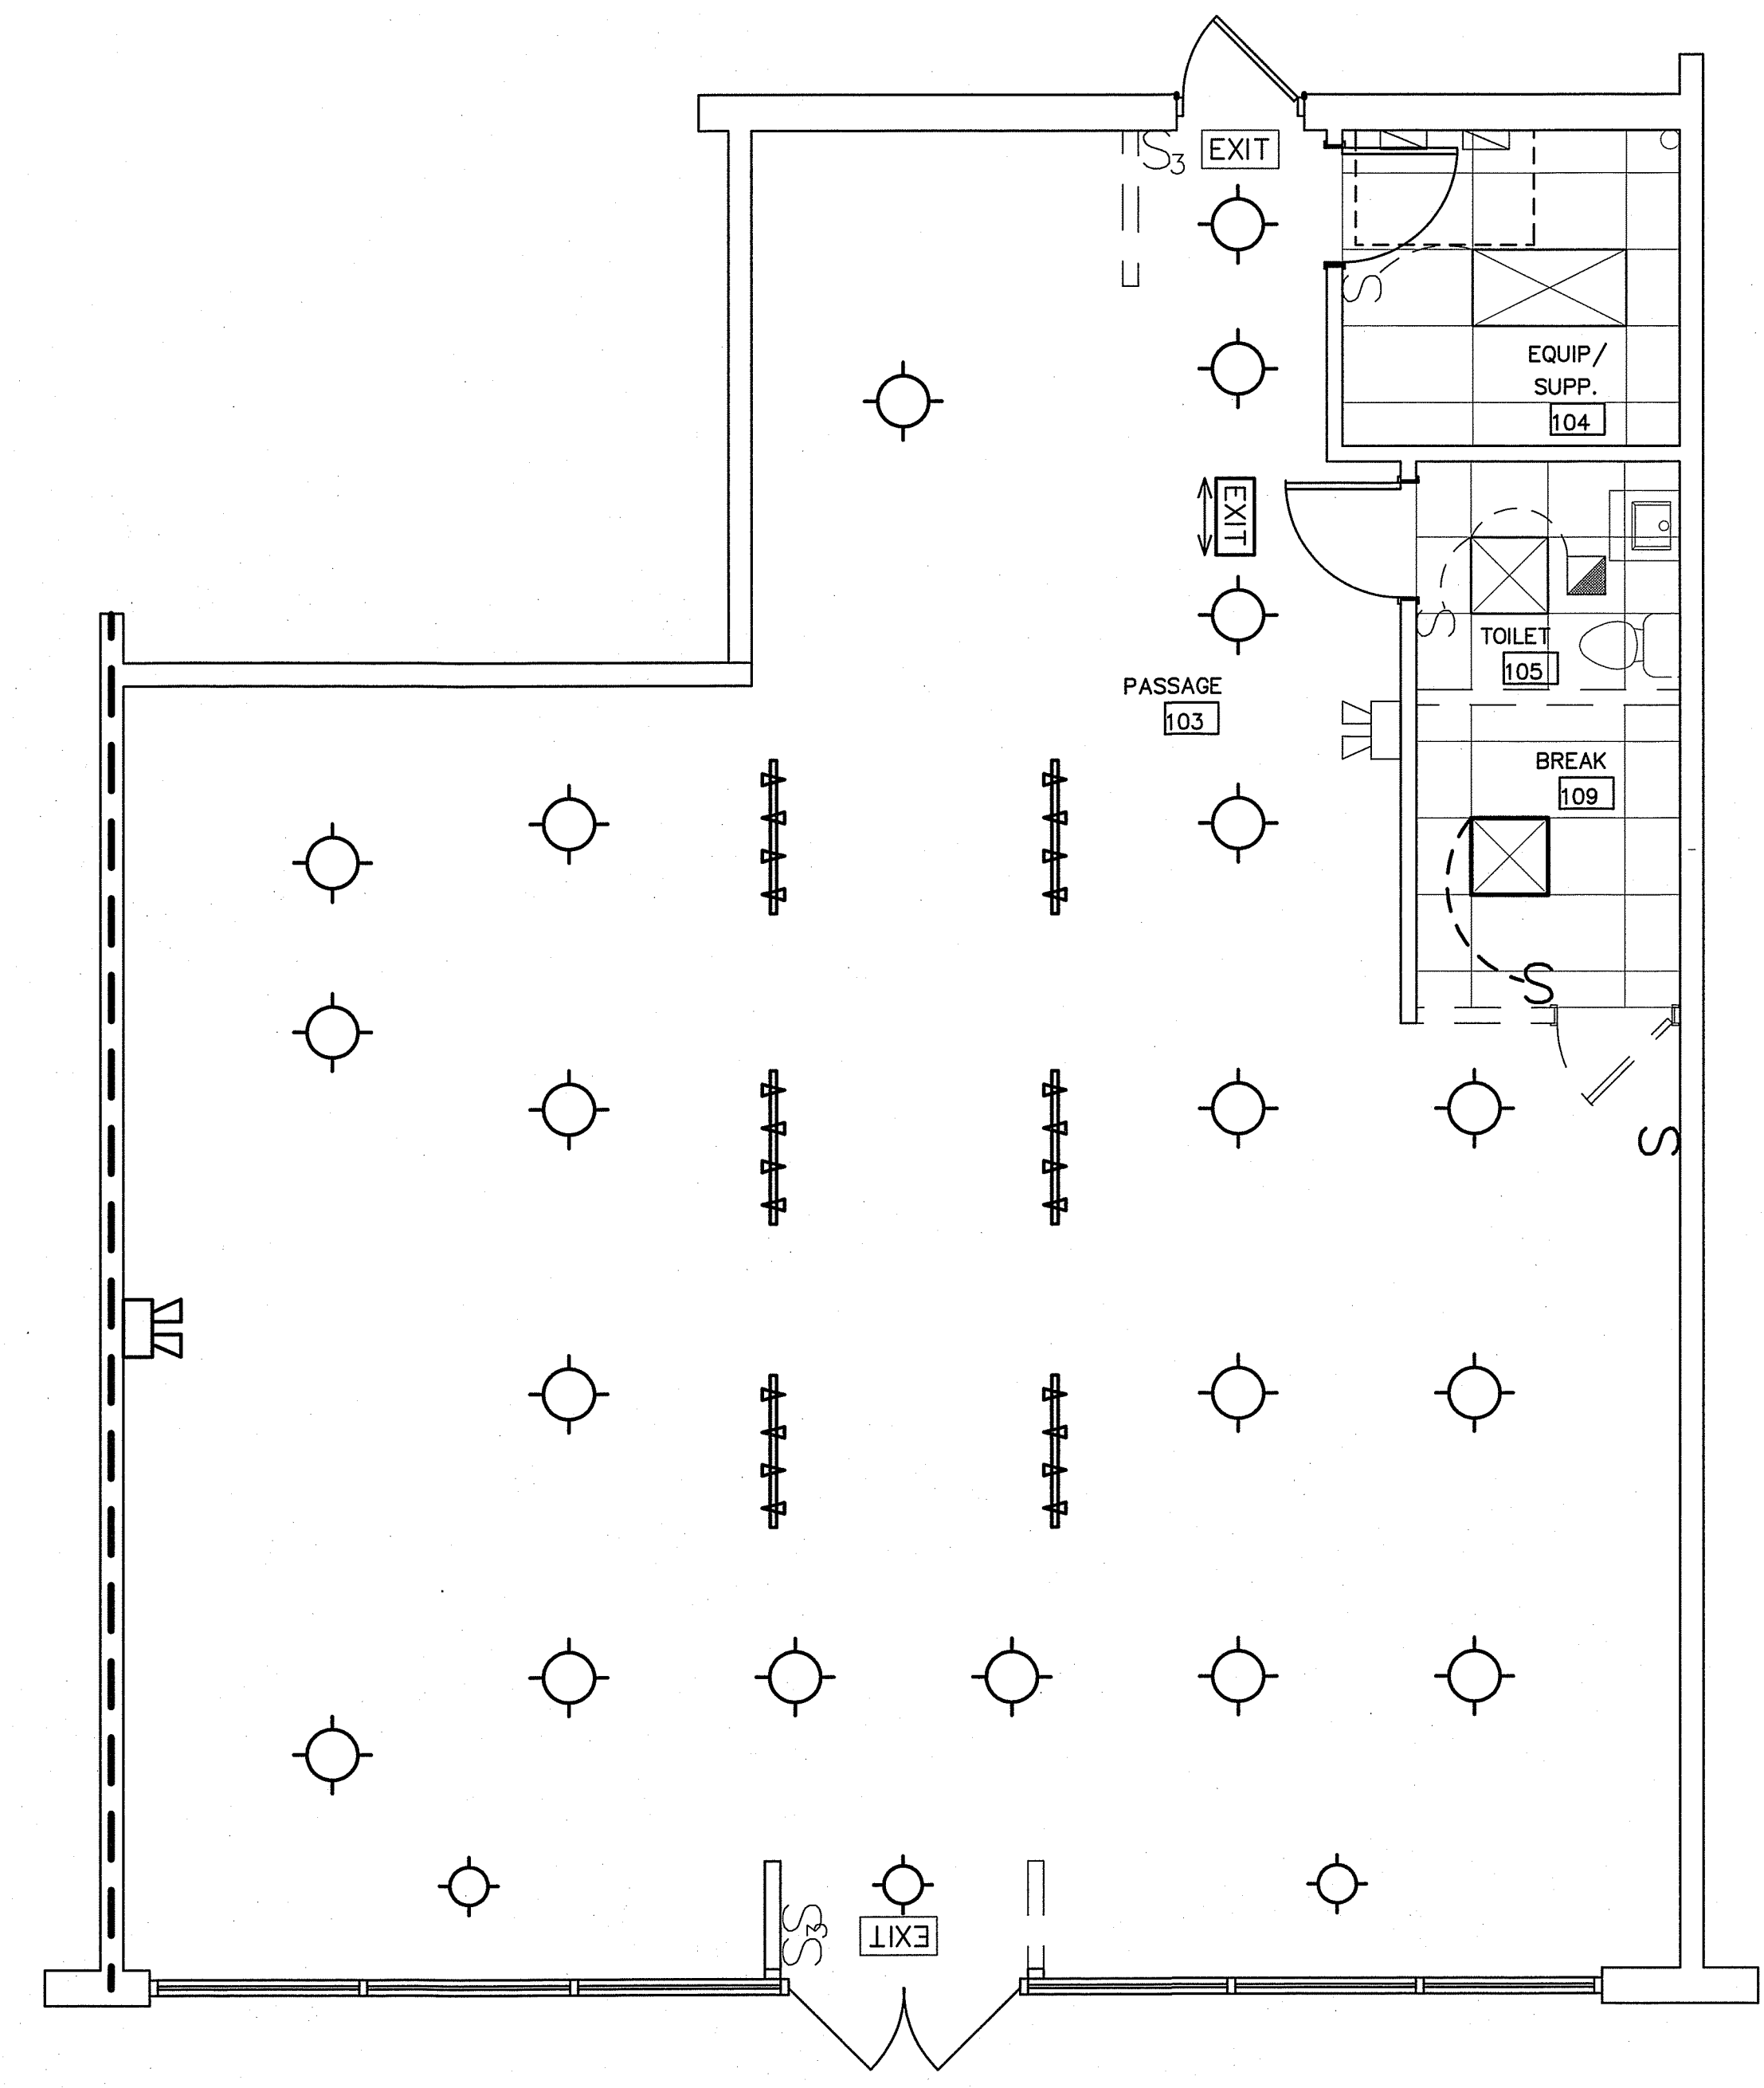 S3
EXIT
S
EQUIP/
SUPP.
104
EXIT
S
TOILET
105
PASSAGE
103
BREAK
109
S
S
S3
S
EXIT